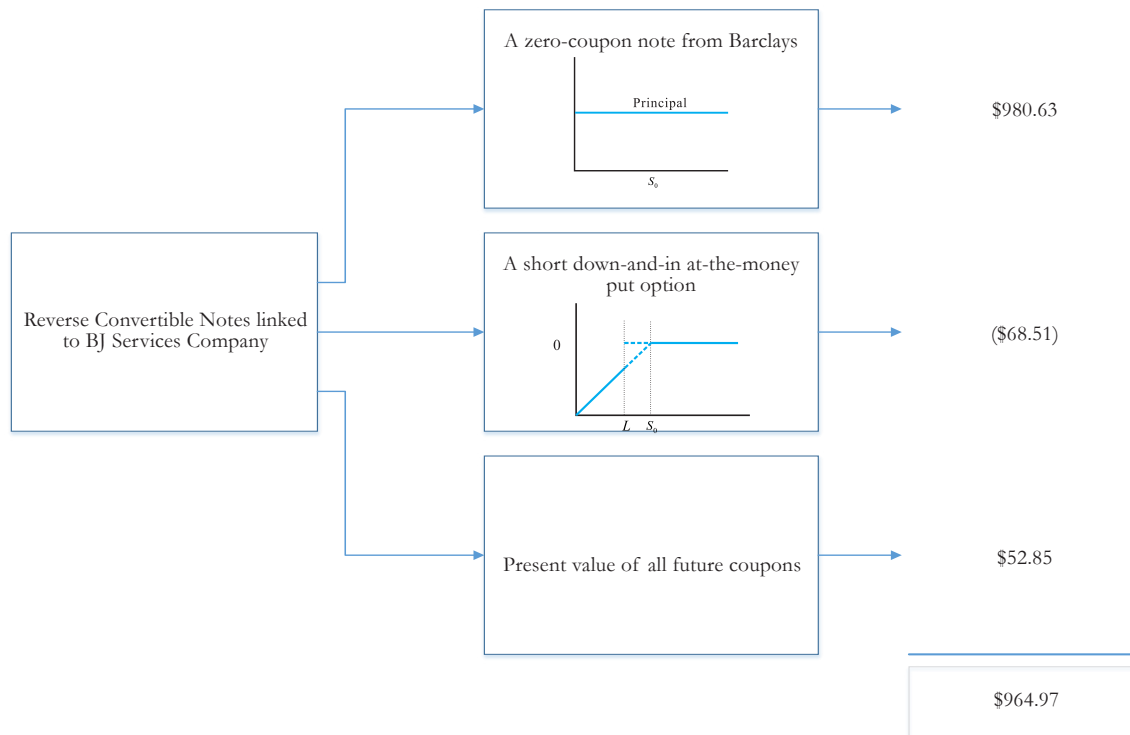 A zero-coupon note from Barclays
Principal
S₀
$980.63
Reverse Convertible Notes linked
to BJ Services Company
A short down-and-in at-the-money
put option
0
L S₀
($68.51)
Present value of all future coupons
$52.85
$964.97